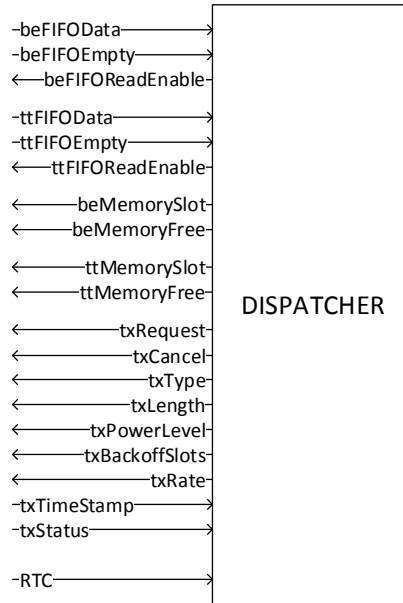 beFIFOData
beFIFOEmpty
beFIFOReadEnable
ttFIFOData
ttFIFOEmpty
ttFIFOReadEnable
beMemorySlot
beMemoryFree
ttMemorySlot
ttMemoryFree
DISPATCHER
txRequest
txCancel
txType
txLength
txPowerLevel
txBackoffSlots
txRate
txTimeStamp
txStatus
RTC